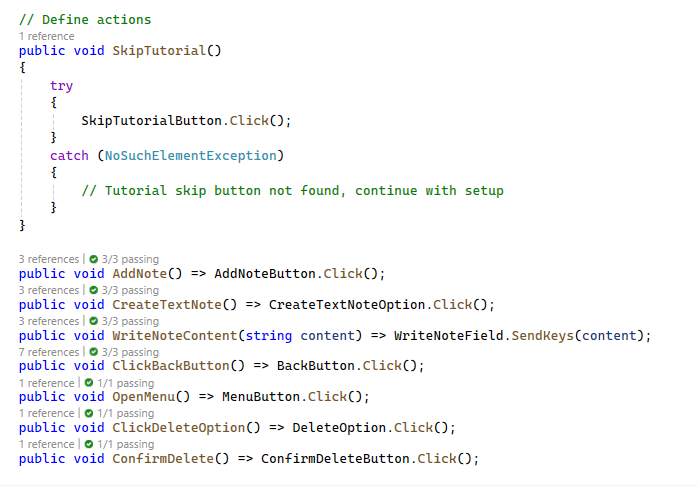 // Define actions
1 reference
public void SkipTutorial()
{
    try
    {
        SkipTutorialButton.Click();
    }
    catch (NoSuchElementException)
    {
        // Tutorial skip button not found, continue with setup
    }
}
3 references | 3/3 passing
public void AddNote() => AddNoteButton.Click();
3 references | 3/3 passing
public void CreateTextNote() => CreateTextNoteOption.Click();
3 references | 3/3 passing
public void WriteNoteContent(string content) => WriteNoteField.SendKeys(content);
7 references | 3/3 passing
public void ClickBackButton() => BackButton.Click();
1 reference | 1/1 passing
public void OpenMenu() => MenuButton.Click();
1 reference | 1/1 passing
public void ClickDeleteOption() => DeleteOption.Click();
1 reference | 1/1 passing
public void ConfirmDelete() => ConfirmDeleteButton.Click();